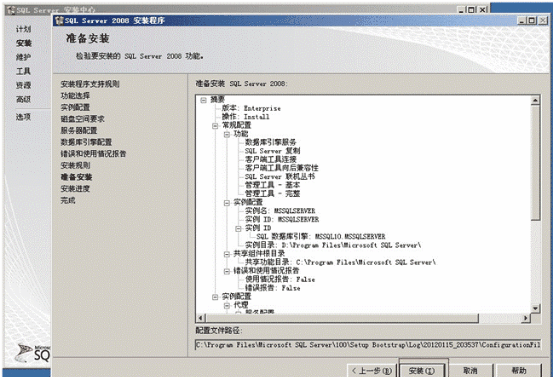 SQL Server 安装中心
SQL Server 2008 安装程序
计划
安装
维护
工具
资源
高级
选项
准备安装
检验要安装的 SQL Server 2008 功能。
安装程序支持规则
功能选择
实例配置
磁盘空间要求
服务器配置
数据库引擎配置
错误和使用情况报告
安装规则
准备安装
安装进度
完成
准备安装 SQL Server 2008:
摘要
版本: Enterprise
操作: Install
常规配置
功能
数据库引擎服务
SQL Server 复制
客户端工具连接
客户端工具向后兼容性
SQL Server 联机丛书
管理工具 - 基本
管理工具 - 完整
实例配置
实例名: MSSQLSERVER
实例 ID: MSSQLSERVER
实例 ID
SQL 数据库引擎: MSSQL10.MSSQLSERVER
实例目录: D:\Program Files\Microsoft SQL Server\
共享组件根目录
共享功能目录: C:\Program Files\Microsoft SQL Server\
错误和使用情况报告
使用情况报告: False
错误报告: False
实例配置
代理
服务配置
配置文件路径:
C:\Program Files\Microsoft SQL Server\100\Setup Bootstrap\Log\20120115_203537\ConfigurationFil
SQ
< 上一步(B)
安装(I)
取消
帮助